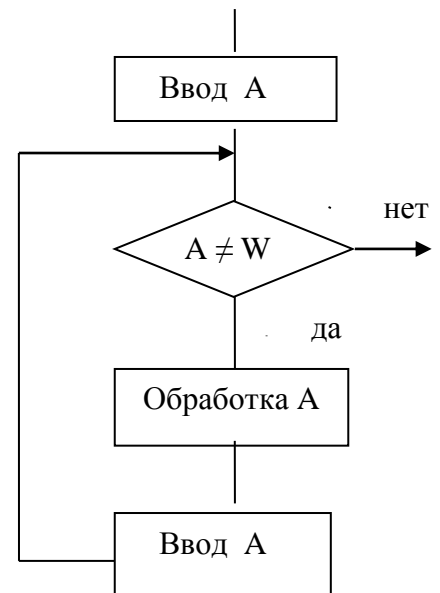 Ввод А
нет
А ≠ W
да
Обработка А
Ввод А